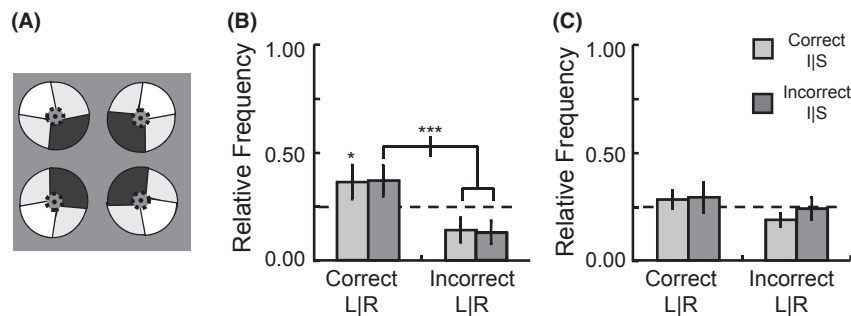 (A)
(B)
Relative Frequency
1.00
0.50
0.00
*
***
Correct
L|R
Incorrect
L|R
(C)
Relative Frequency
1.00
0.50
0.00
Correct
L|R
Incorrect
L|R
Correct
I|S
Incorrect
I|S